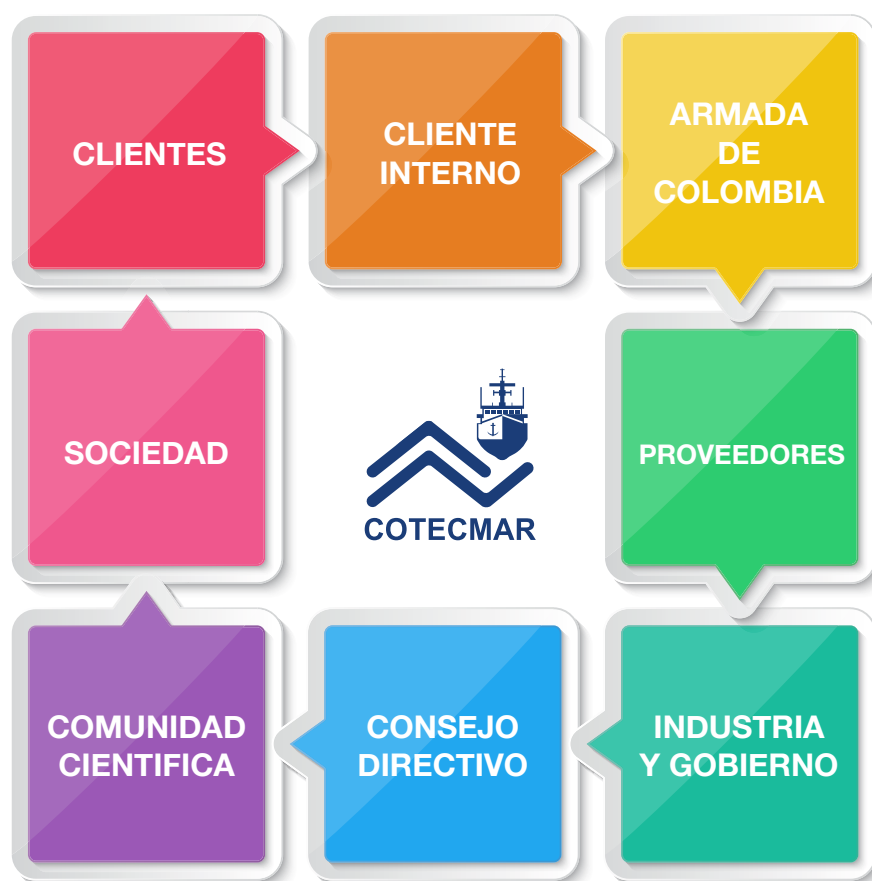 CLIENTES
CLIENTE
INTERNO
ARMADA
DE
COLOMBIA
SOCIEDAD
COTECMAR
PROVEEDORES
COMUNIDAD
CIENTIFICA
CONSEJO
DIRECTIVO
INDUSTRIA
Y GOBIERNO